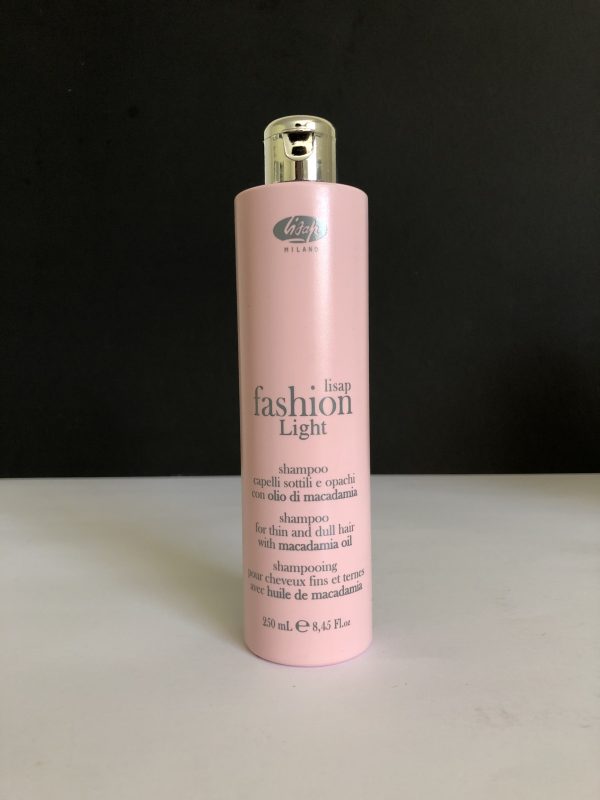 lisap
MILANO
lisap
fashion
Light
shampoo
capelli sottili e opachi
con olio di macadamia
shampoo
for thin and dull hair
with macadamia oil
shampooing
pour cheveux fins et ternes
avec huile de macadamia
250 mL ℮ 8,45 Fl.oz